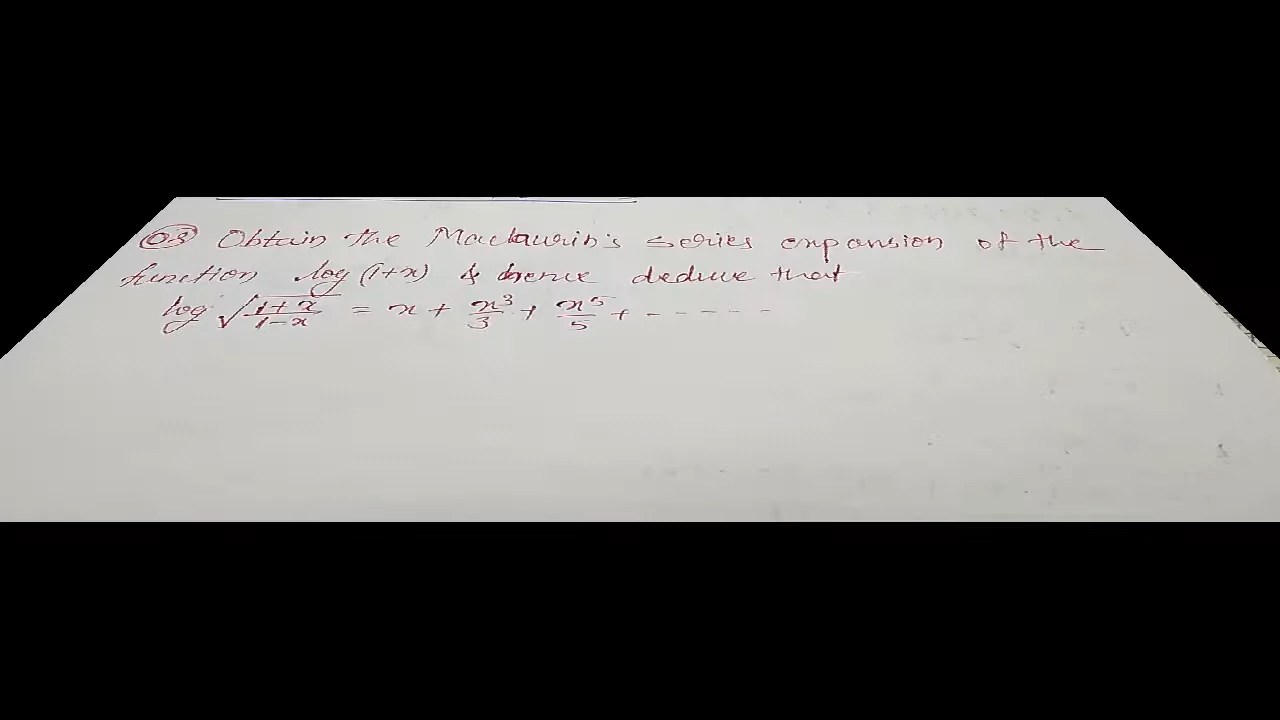 Q.3 Obtain the Maclaurin's series expansion of the
function log (1+x) & hence deduce that
log √(1+x / 1-x) = x + x³/3 + x⁵/5 + - - - - -